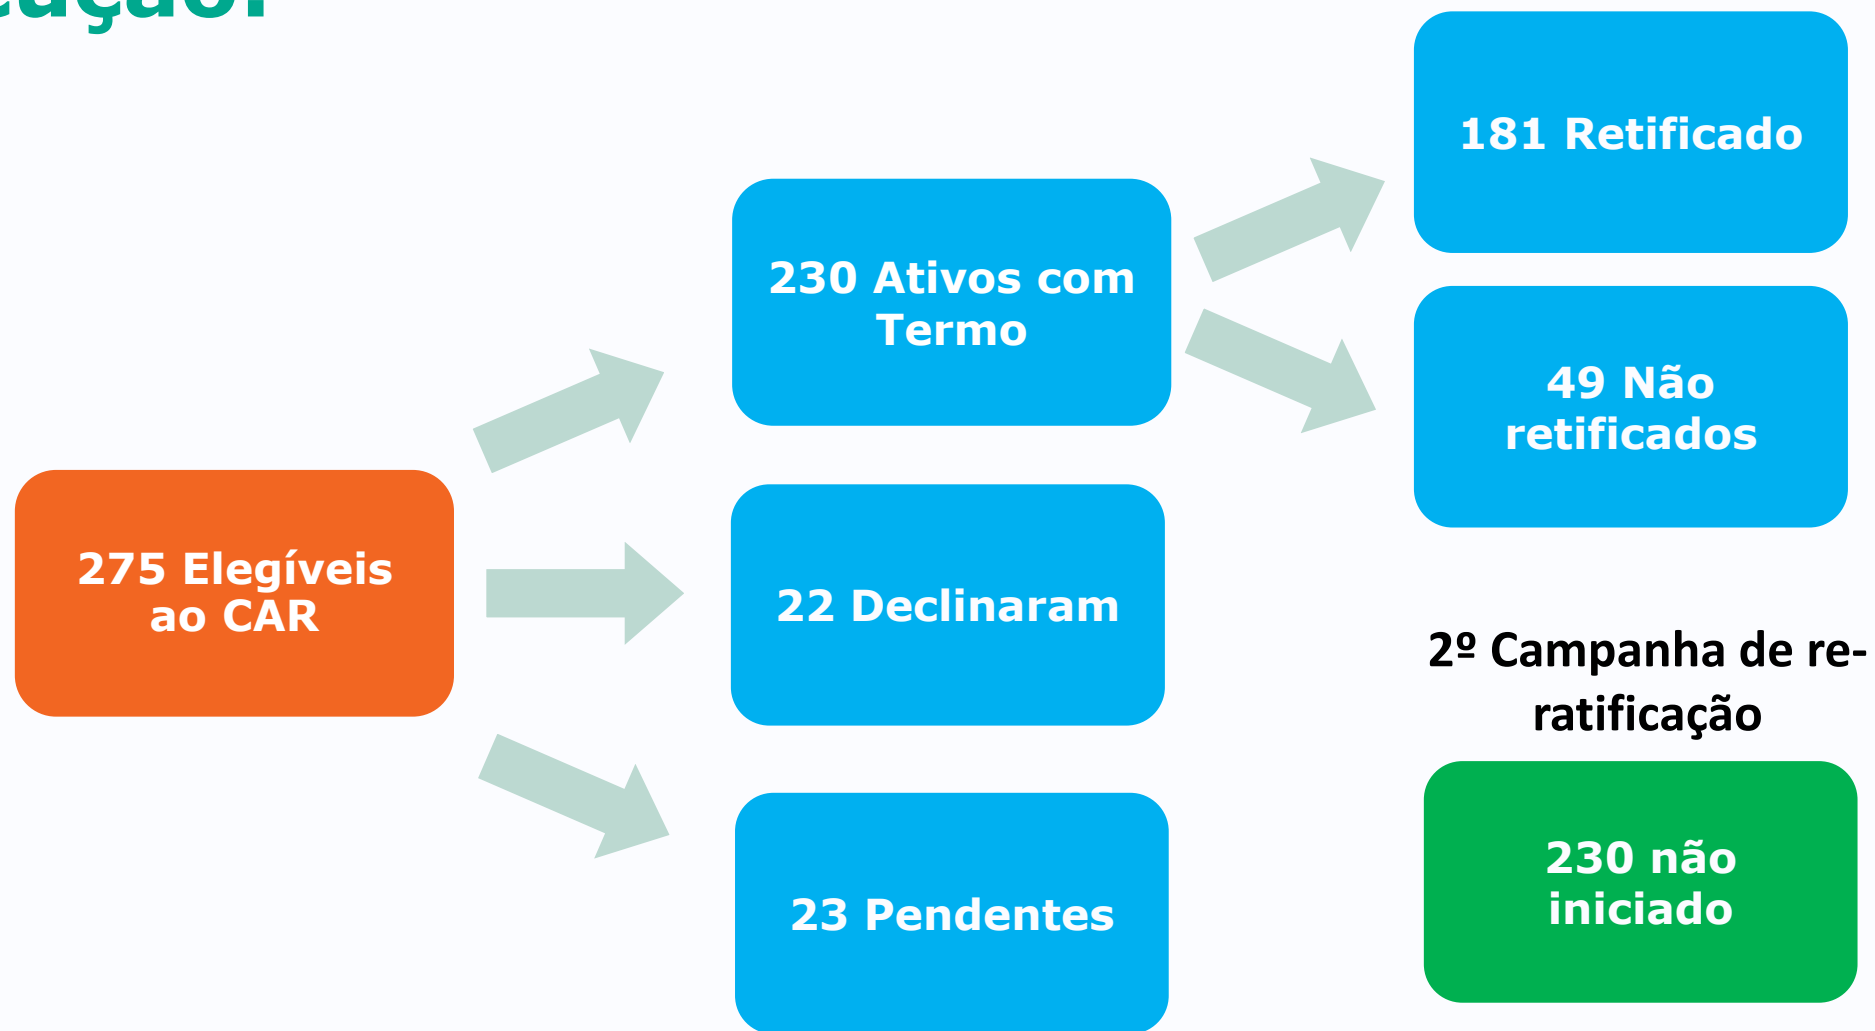 275 Elegíveis
ao CAR
230 Ativos com
Termo
22 Declinaram
23 Pendentes
181 Retificado
49 Não
retificados
2º Campanha de re-
ratificação
230 não
iniciado